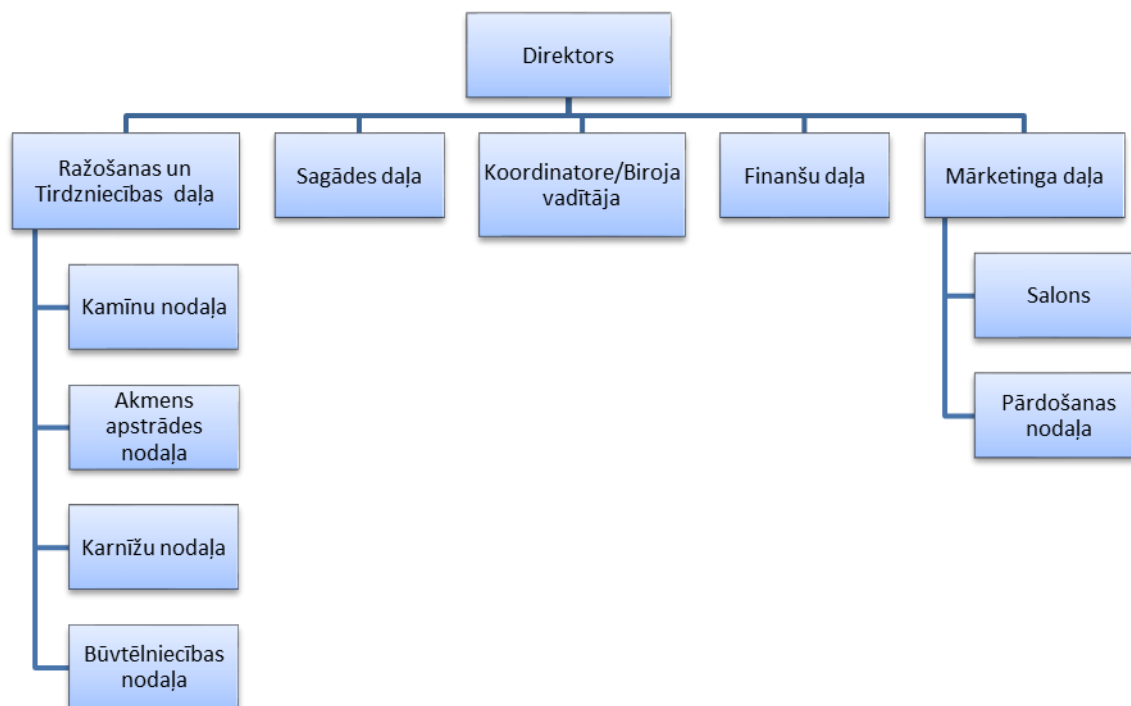 Direktors
Ražošanas un
Tirdzniecības daļa
Sagādes daļa
Koordinatore/Biroja
vadītāja
Finanšu daļa
Mārketinga daļa
Kamīnu nodaļa
Akmens
apstrādes
nodaļa
Karnīžu nodaļa
Būvtēlniecības
nodaļa
Salons
Pārdošanas
nodaļa